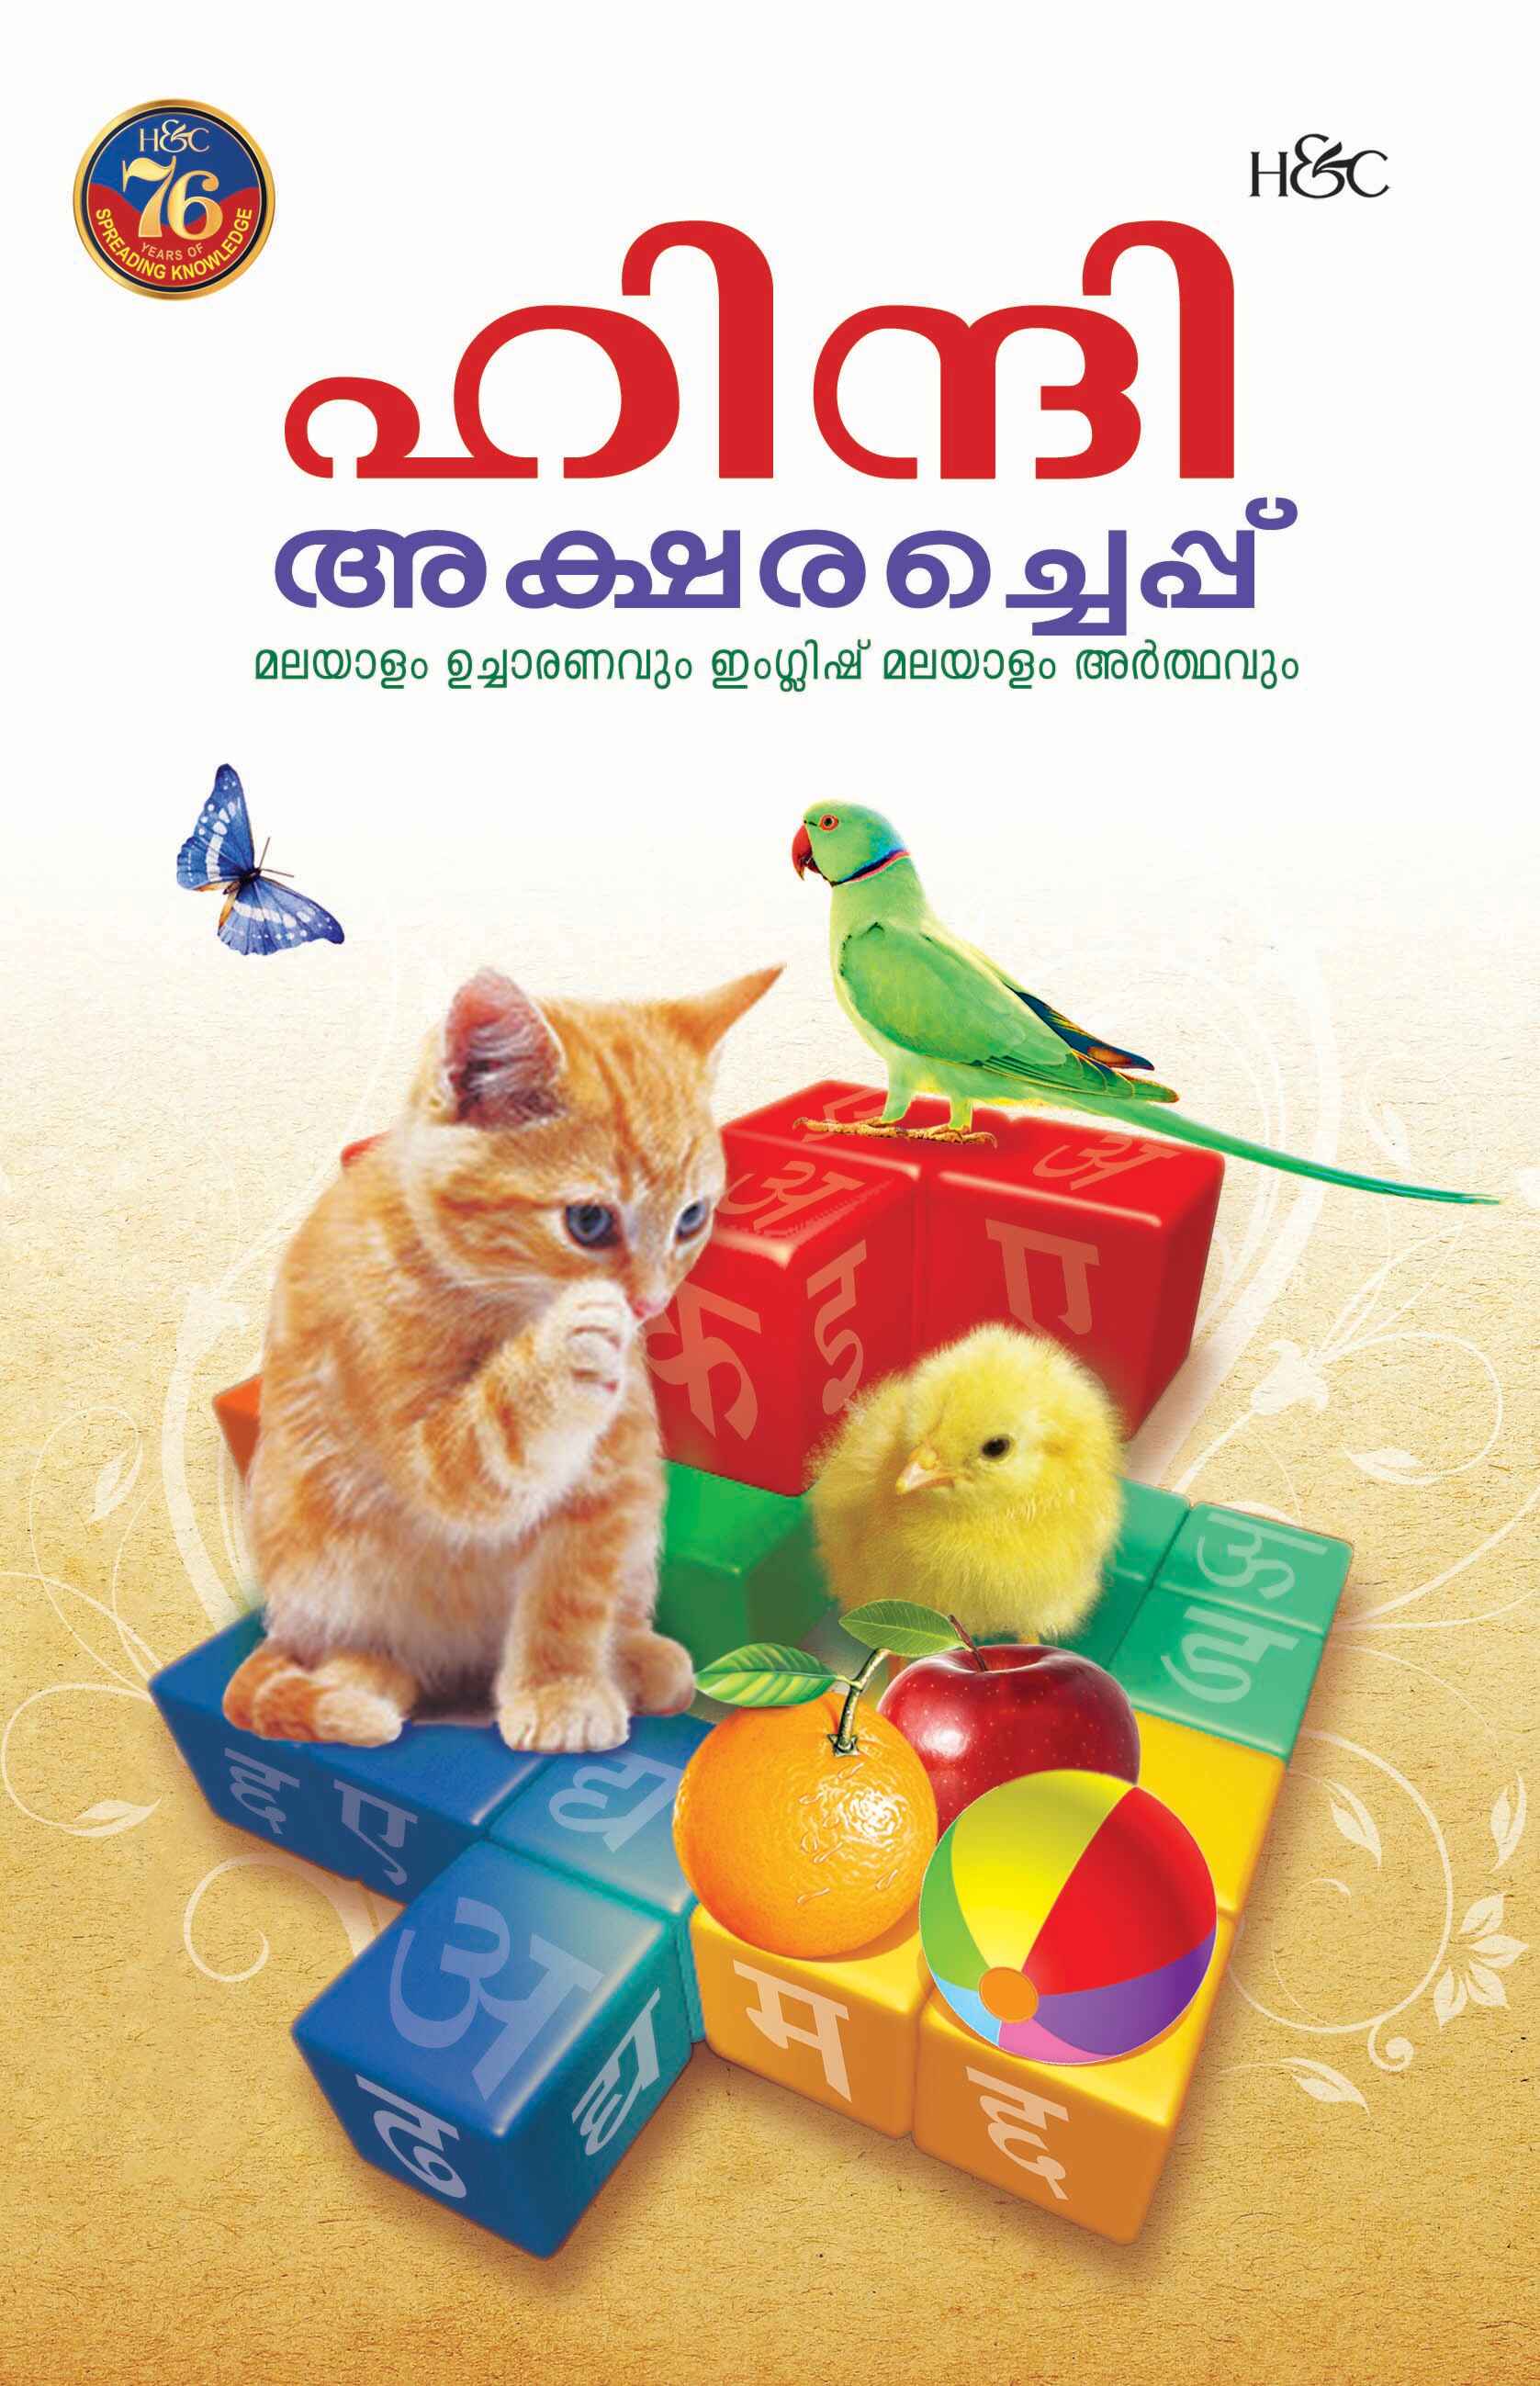 H&C
76
YEARS OF
SPREADING KNOWLEDGE
H&C
ഹിന്ദി
അക്ഷരച്ചെപ്പ്
മലയാളം ഉച്ചാരണവും ഇംഗ്ലിഷ് മലയാളം അർത്ഥവും
अ
अ
क
इ
ए
ऊ
ड
ए
अ
म